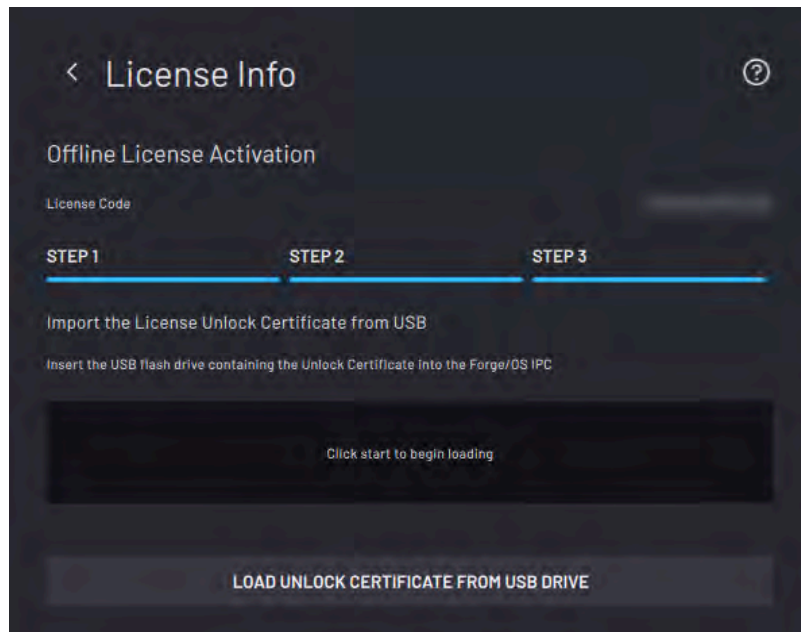 License Info
Offline License Activation
License Code
STEP 1 STEP 2 STEP 3
Import the License Unlock Certificate from USB
Insert the USB flash drive containing the Unlock Certificate into the Forge/OS IPC
Click start to begin loading
LOAD UNLOCK CERTIFICATE FROM USB DRIVE